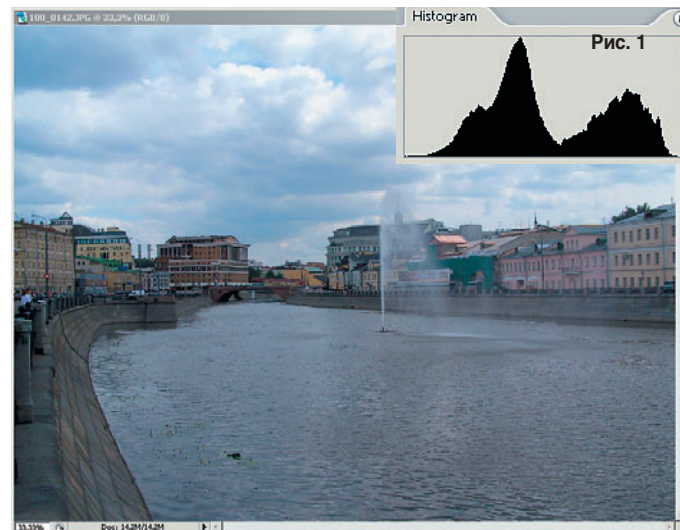 100_0142.JPG @ 33,3% (RGB/8)
Histogram
Рис. 1
33,33%
Doc: 14,2M/14,2M